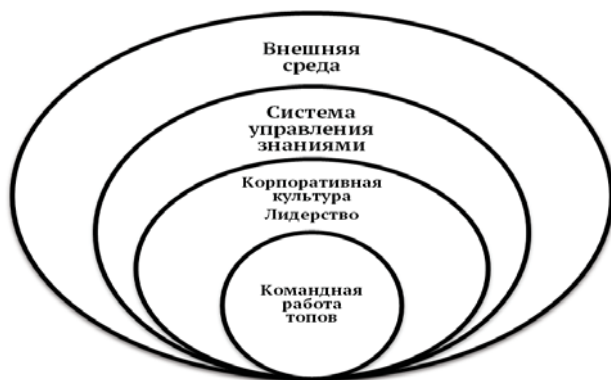 Внешняя
среда
Система
управления
знаниями
Корпоративная
культура
Лидерство
Командная
работа
топов